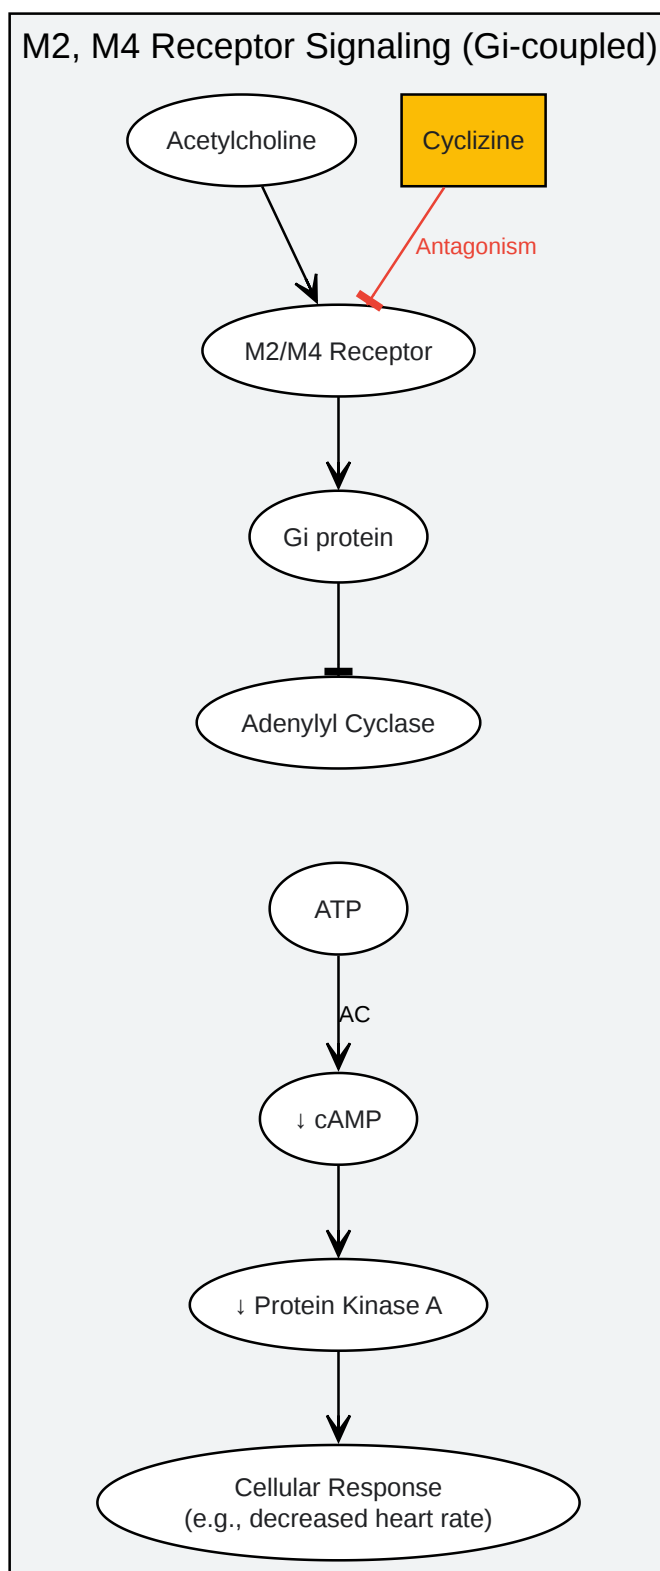 M2, M4 Receptor Signaling (Gi-coupled)
Acetylcholine
Cyclizine
Antagonism
M2/M4 Receptor
Gi protein
Adenylyl Cyclase
ATP
AC
↓ cAMP
↓ Protein Kinase A
Cellular Response
(e.g., decreased heart rate)